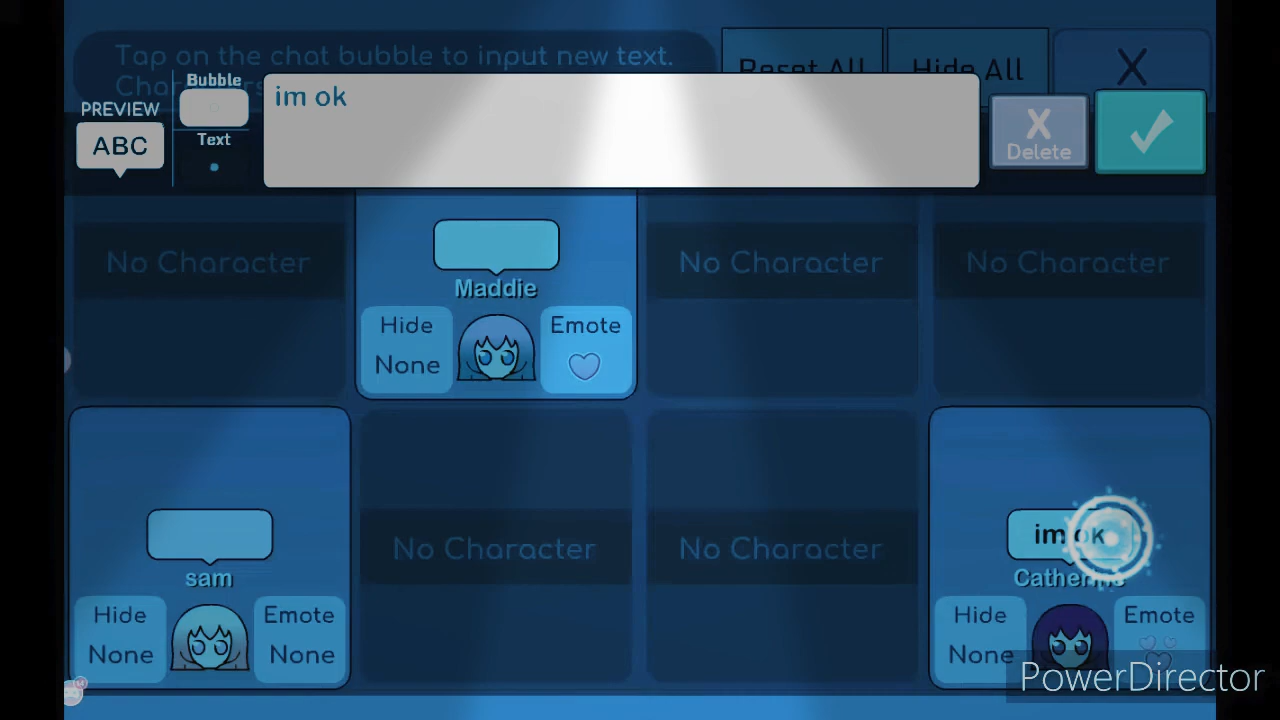 Tap on the chat bubble to input new text.
Reset All
Hide All
X
Bubble
PREVIEW
ABC
Text
im ok
X
Delete
No Character
Maddie
Hide
None
Emote
No Character
No Character
sam
Hide
None
Emote
None
No Character
No Character
im ok
Catherine
Hide
None
Emote
PowerDirector